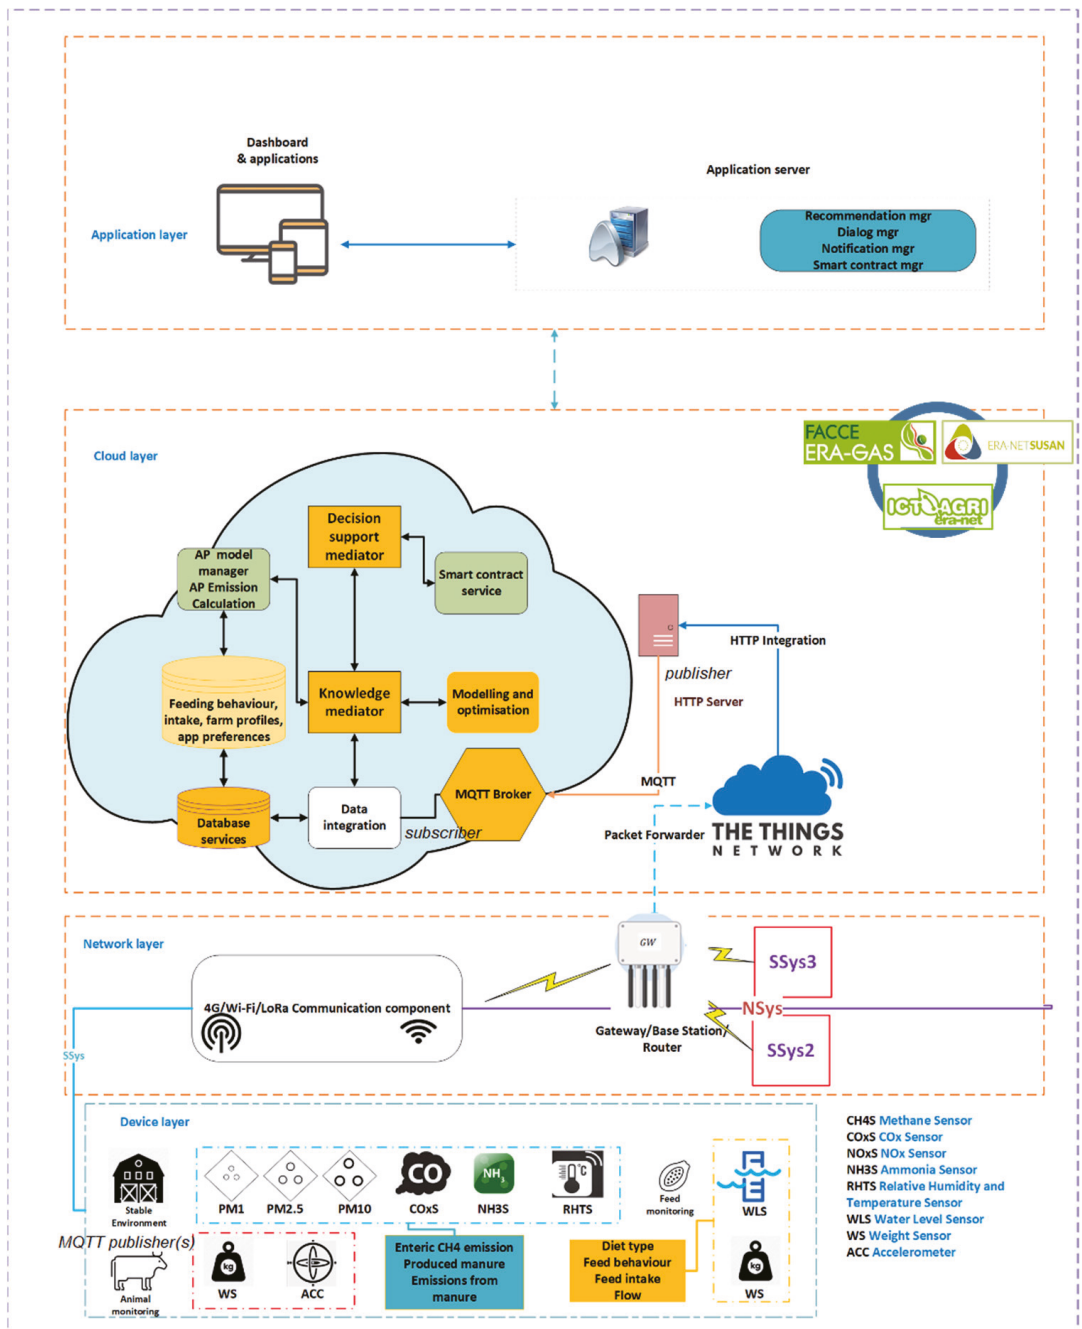 Dashboard
& applications
Application server
Application layer
Recommendation mgr
Dialog mgr
Notification mgr
Smart contract mgr
Cloud layer
FACCE
ERA-GAS
ERA-NET SUSAN
ICT AGRI
era-net
Decision
support
mediator
AP model
manager
AP Emission
Calculation
Smart contract
service
HTTP Integration
publisher
HTTP Server
Feeding behaviour,
intake, farm profiles,
app preferences
Knowledge
mediator
Modelling and
optimisation
MQTT
MQTT Broker
Database
services
Data
integration
subscriber
Packet Forwarder
THE THINGS
NETWORK
Network layer
GW
SSys3
4G/Wi-Fi/LoRa Communication component
NSys
Gateway/Base Station/
Router
SSys2
SSys
Device layer
Stable
Environment
PM1
PM2.5
PM10
CO
COxS
NH3
NH3S
°C
RHTS
Feed
monitoring
WLS
MQTT publisher(s)
Animal
monitoring
kg
WS
ACC
Enteric CH4 emission
Produced manure
Emissions from
manure
Diet type
Feed behaviour
Feed intake
Flow
kg
WS
CH4S Methane Sensor
COxS COx Sensor
NOxS NOx Sensor
NH3S Ammonia Sensor
RHTS Relative Humidity and
Temperature Sensor
WLS Water Level Sensor
WS Weight Sensor
ACC Accelerometer